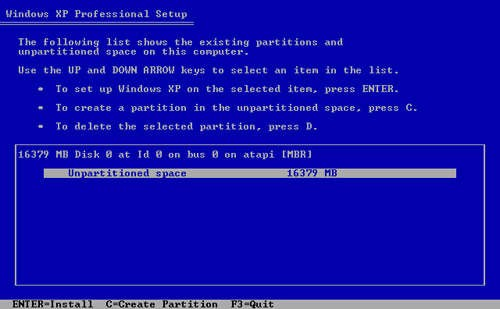 Windows XP Professional Setup
The following list shows the existing partitions and
unpartitioned space on this computer.
Use the UP and DOWN ARROW keys to select an item in the list.
• To set up Windows XP on the selected item, press ENTER.
• To create a partition in the unpartitioned space, press C.
• To delete the selected partition, press D.
16379 MB Disk 0 at Id 0 on bus 0 on atapi [MBR]
Unpartitioned space 16379 MB
ENTER=Install C=Create Partition F3=Quit